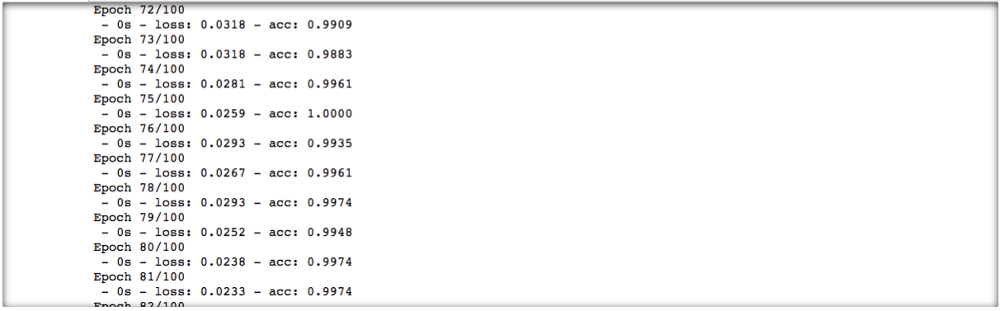 Epoch 72/100
- 0s - loss: 0.0318 - acc: 0.9909
Epoch 73/100
- 0s - loss: 0.0318 - acc: 0.9883
Epoch 74/100
- 0s - loss: 0.0281 - acc: 0.9961
Epoch 75/100
- 0s - loss: 0.0259 - acc: 1.0000
Epoch 76/100
- 0s - loss: 0.0293 - acc: 0.9935
Epoch 77/100
- 0s - loss: 0.0267 - acc: 0.9961
Epoch 78/100
- 0s - loss: 0.0293 - acc: 0.9974
Epoch 79/100
- 0s - loss: 0.0252 - acc: 0.9948
Epoch 80/100
- 0s - loss: 0.0238 - acc: 0.9974
Epoch 81/100
- 0s - loss: 0.0233 - acc: 0.9974
Epoch 82/100